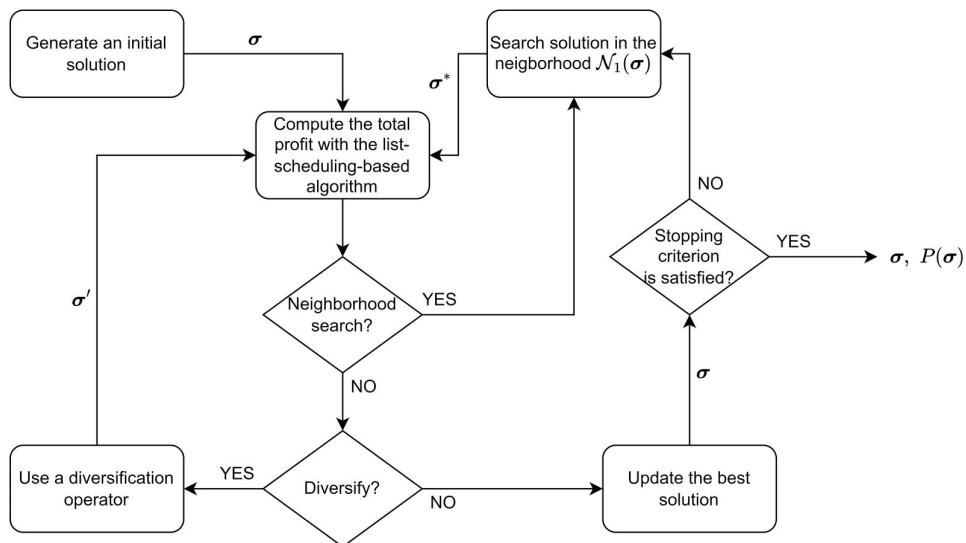 Generate an initial
solution
σ
Search solution in the
neigborhood 𝒩₁(σ)
σ*
Compute the total
profit with the list-
scheduling-based
algorithm
NO
Stopping
criterion
is satisfied?
YES
σ, P(σ)
σ′
Neighborhood
search?
YES
NO
σ
Use a diversification
operator
YES
Diversify?
NO
Update the best
solution